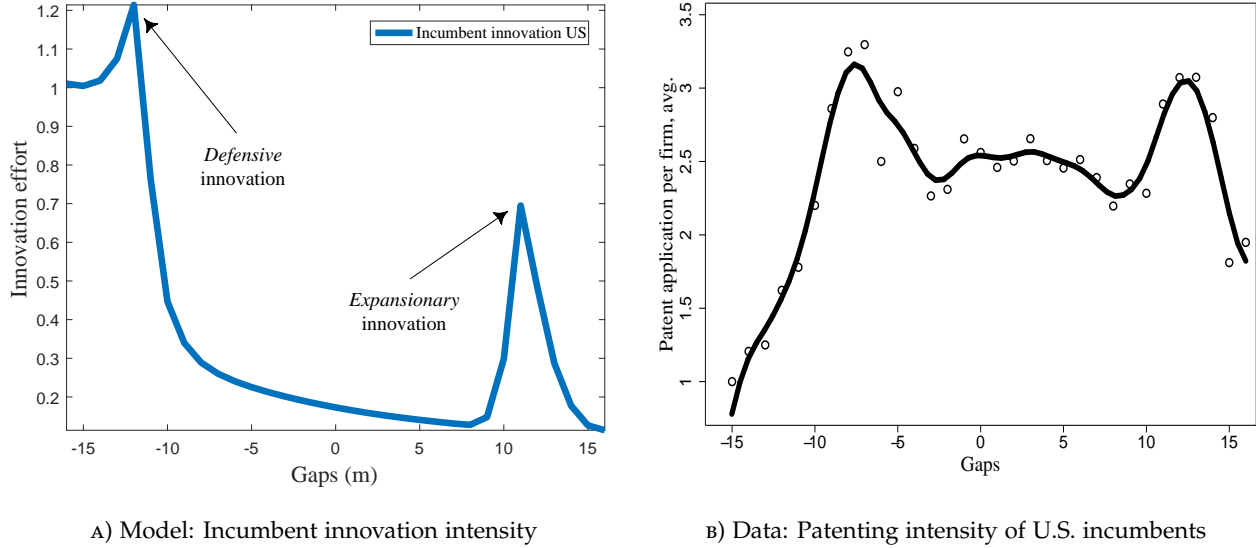 1.2
1.1
1
0.9
0.8
0.7
0.6
0.5
0.4
0.3
0.2
Innovation effort
Incumbent innovation US
Defensive
innovation
Expansionary
innovation
-15 -10 -5 0 5 10 15
Gaps (m)
A) Model: Incumbent innovation intensity
3.5
3
2.5
2
1.5
1
Patent application per firm, avg.
−15 −10 −5 0 5 10 15
Gaps
B) Data: Patenting intensity of U.S. incumbents